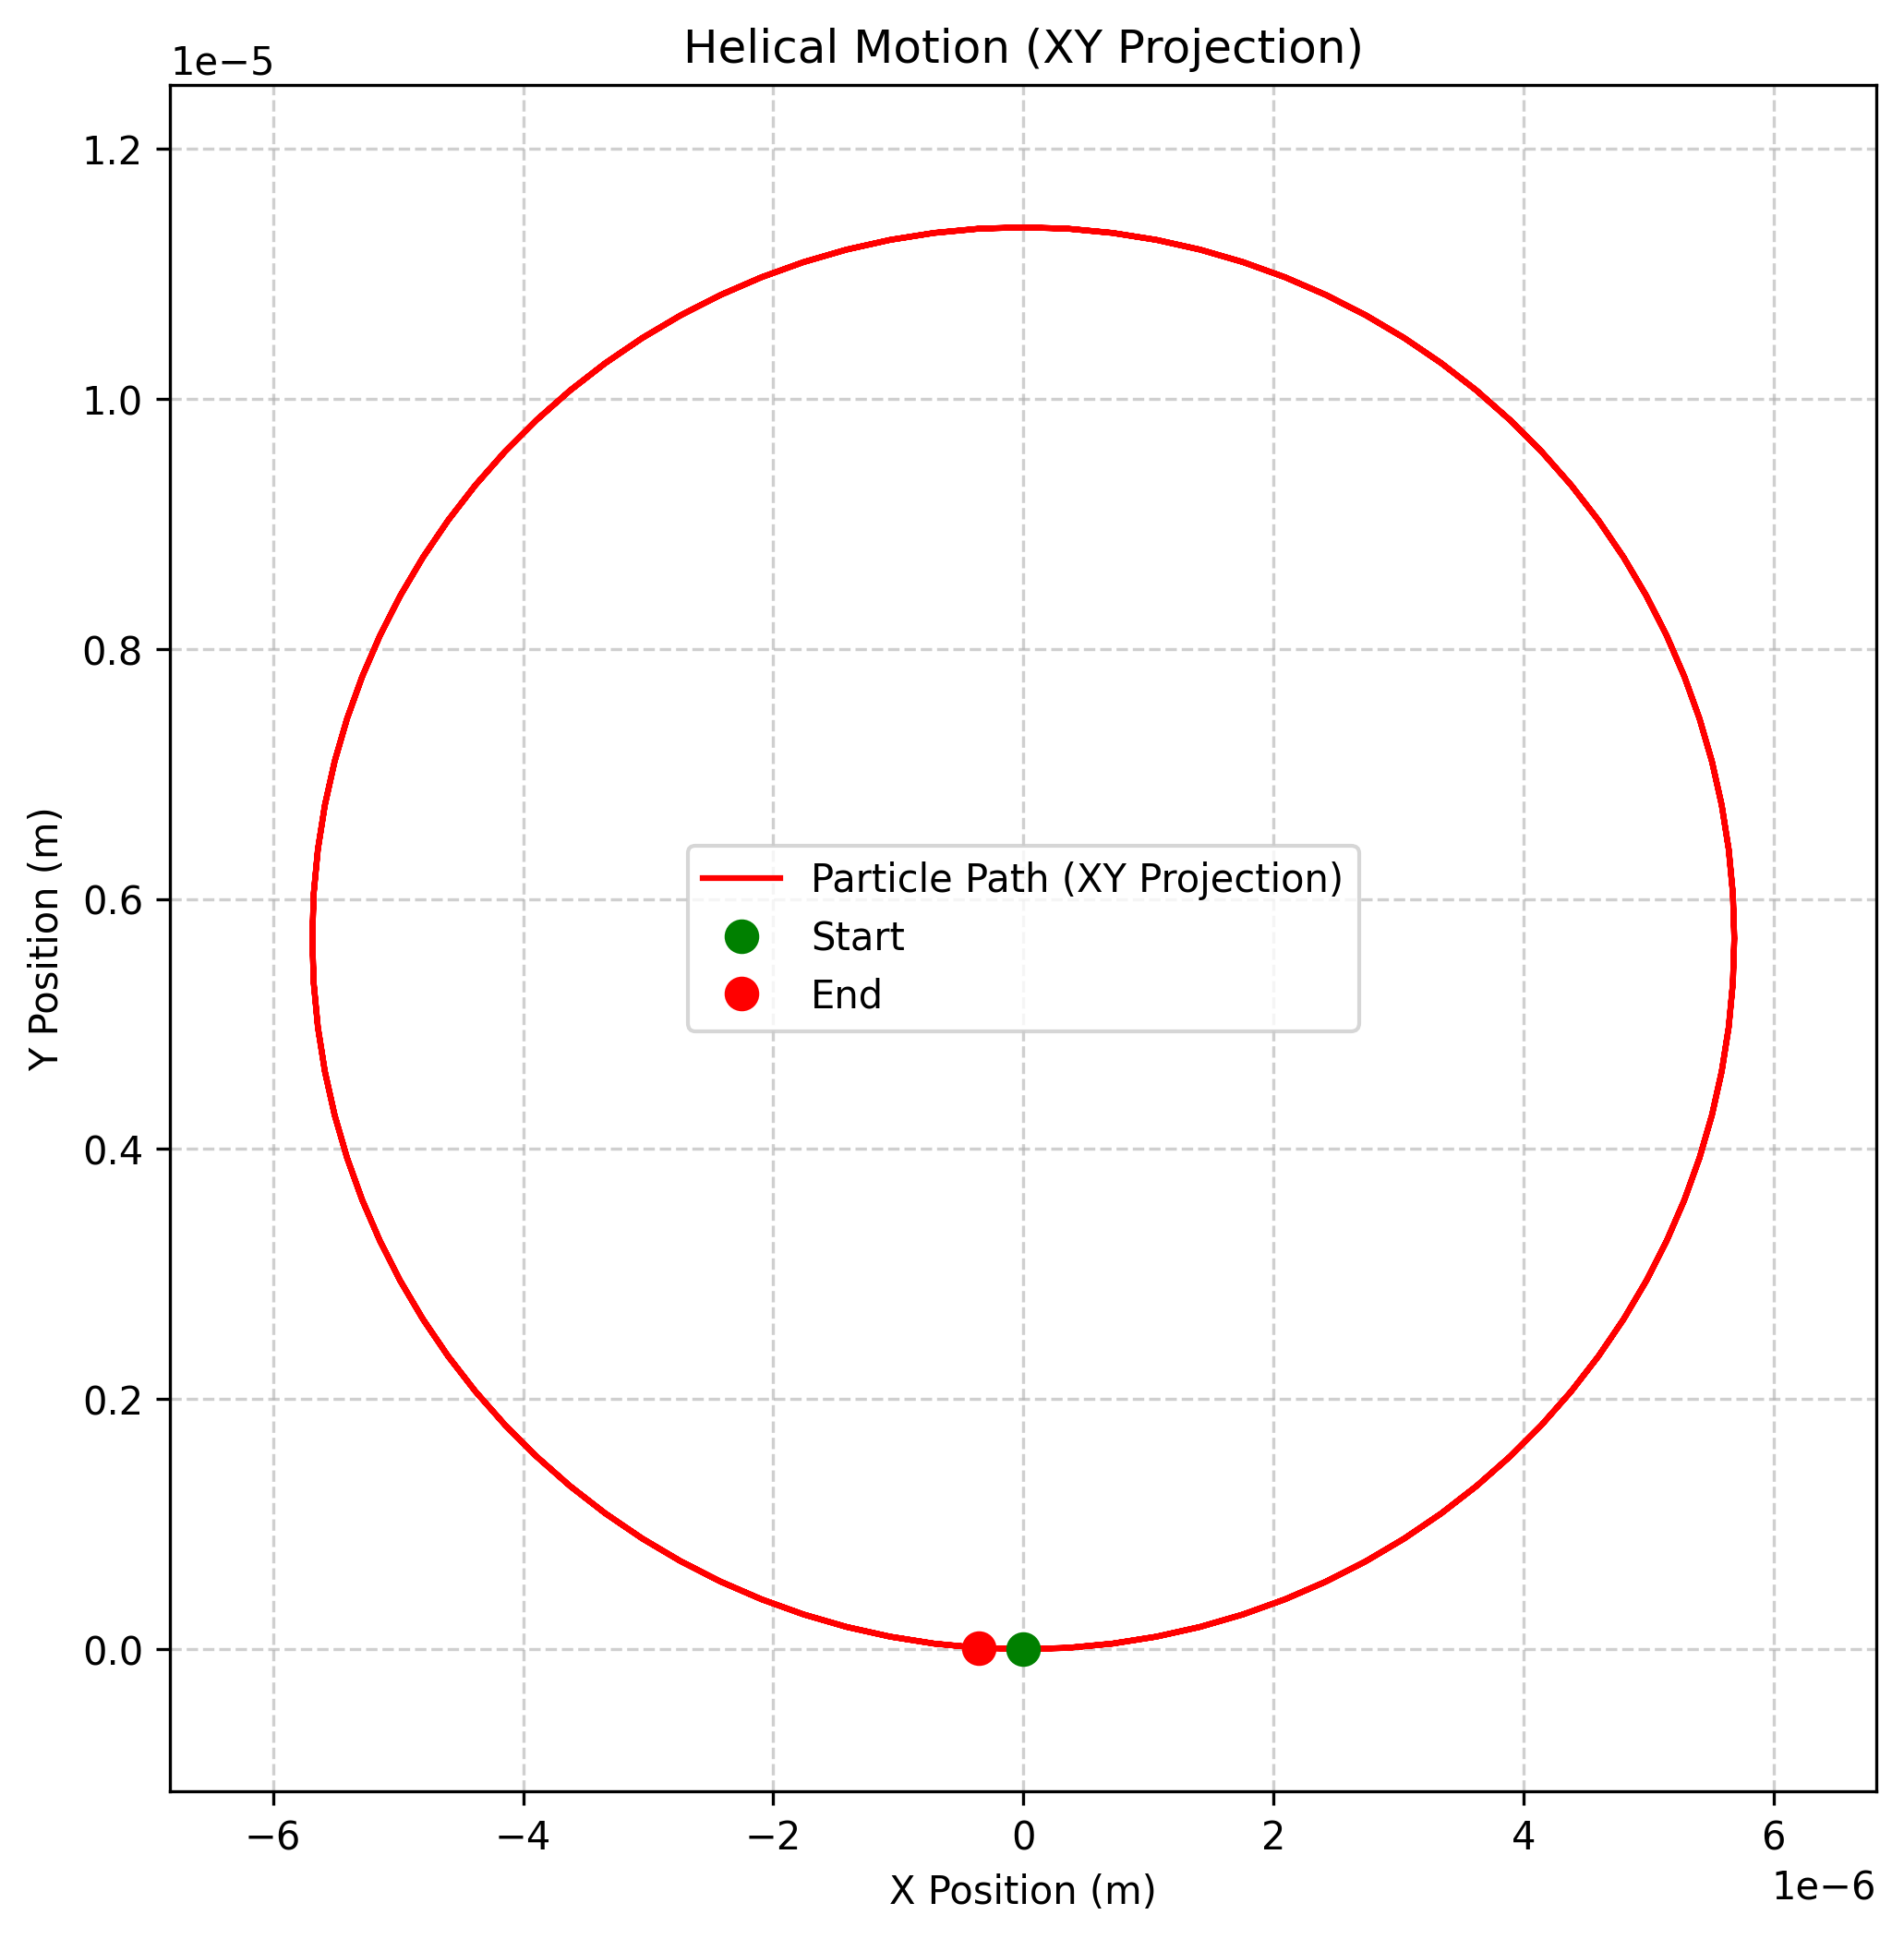 Helical Motion (XY Projection)
1e−5
1.2
1.0
0.8
0.6
0.4
0.2
0.0
Y Position (m)
Particle Path (XY Projection)
Start
End
−6
−4
−2
0
2
4
6
X Position (m)
1e−6